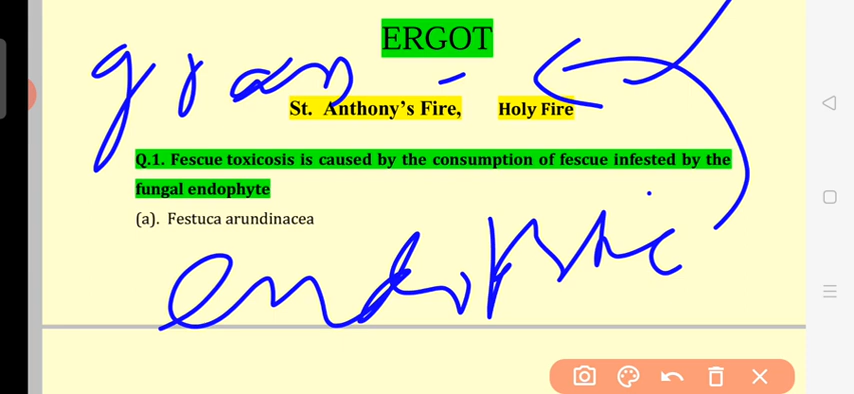 ERGOT
grass -
St. Anthony's Fire, Holy Fire
Q.1. Fescue toxicosis is caused by the consumption of fescue infested by the
fungal endophyte
(a). Festuca arundinacea